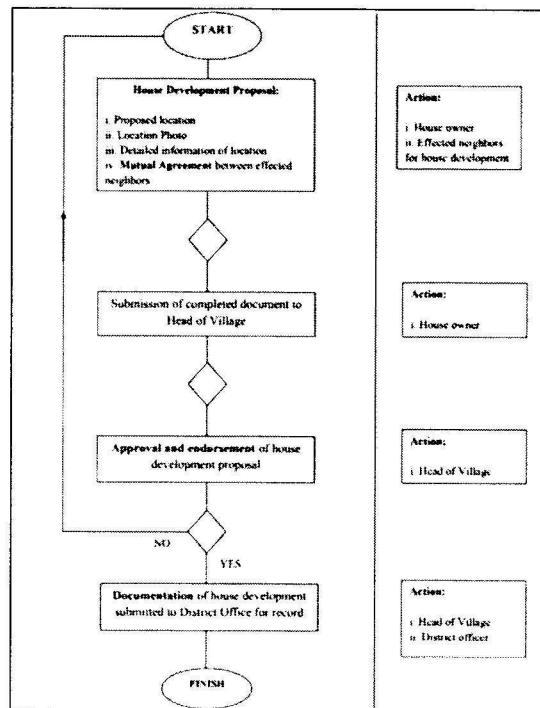 START
House Development Proposal:
i. Proposed location
ii. Location Photo
iii. Detailed information of location
iv. Mutual Agreement between effected
neighbors
Action:
i. House owner
ii. Effected neighbors
for house development
Submission of completed document to
Head of Village
Action:
i. House owner
Approval and endorsement of house
development proposal
Action:
i. Head of Village
NO
YES
Documentation of house development
submitted to District Office for record
Action:
i. Head of Village
ii. District officer
FINISH